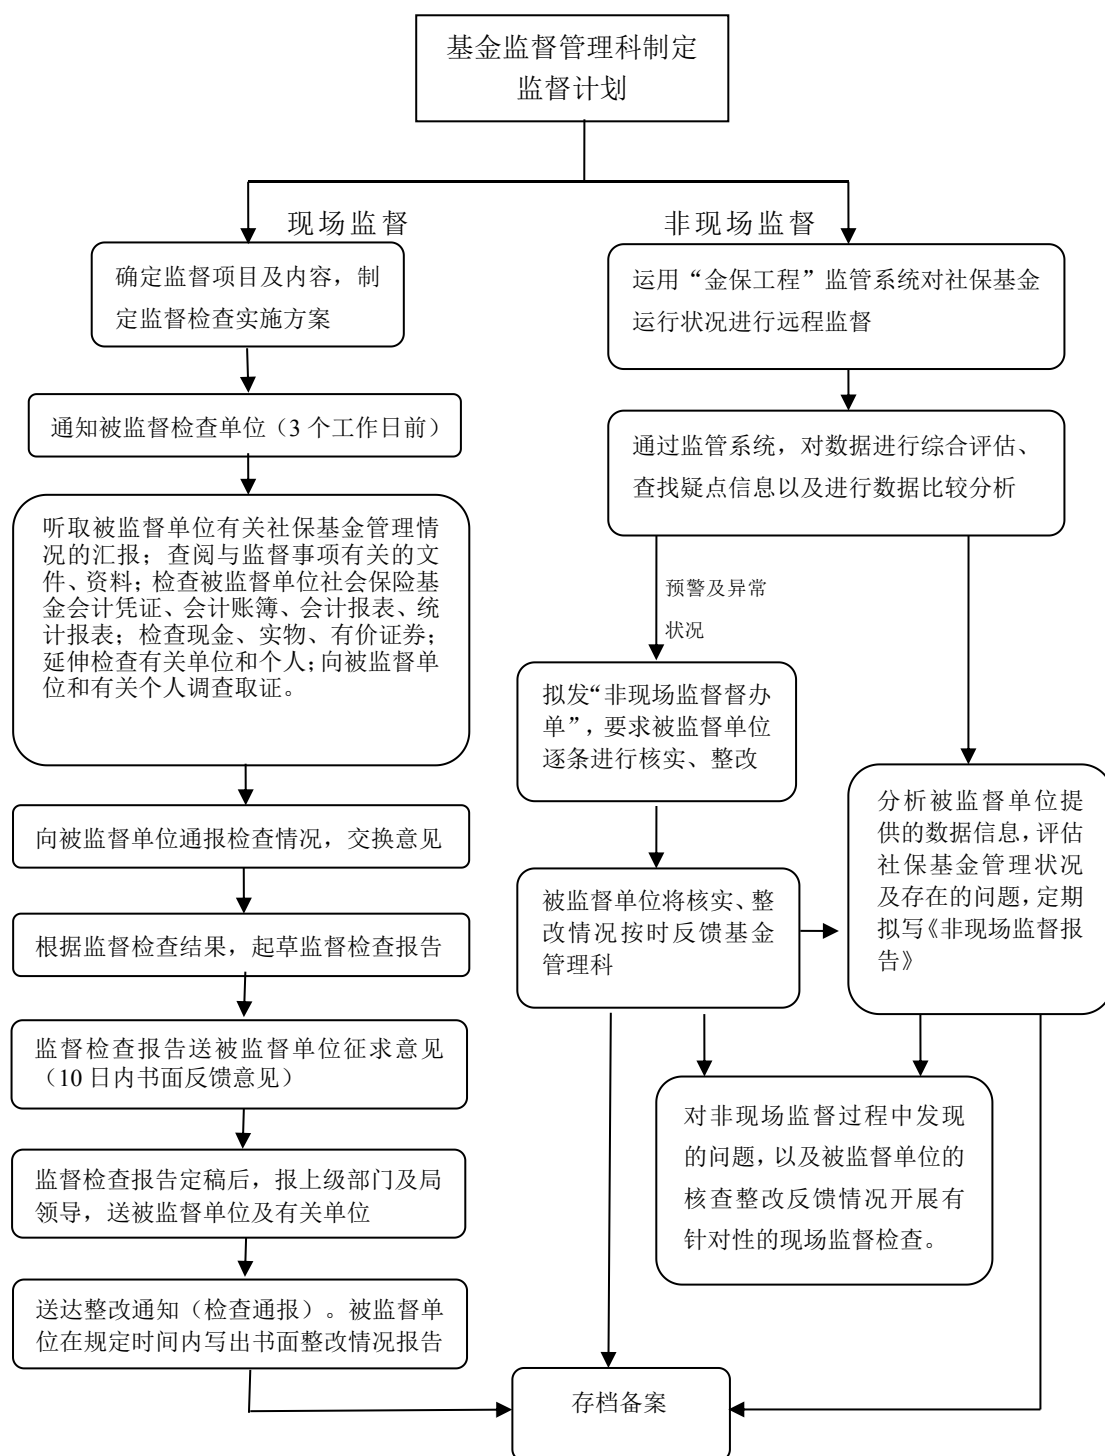 基金监督管理科制定
监督计划
现场监督
非现场监督
确定监督项目及内容，制
定监督检查实施方案
通知被监督检查单位（3 个工作日前）
听取被监督单位有关社保基金管理情
况的汇报；查阅与监督事项有关的文
件、资料；检查被监督单位社会保险基
金会计凭证、会计账簿、会计报表、统
计报表；检查现金、实物、有价证券；
延伸检查有关单位和个人；向被监督单
位和有关个人调查取证。
向被监督单位通报检查情况，交换意见
根据监督检查结果，起草监督检查报告
监督检查报告送被监督单位征求意见
（10 日内书面反馈意见）
监督检查报告定稿后，报上级部门及局
领导，送被监督单位及有关单位
送达整改通知（检查通报）。被监督单
位在规定时间内写出书面整改情况报告
运用“金保工程”监管系统对社保基金
运行状况进行远程监督
通过监管系统，对数据进行综合评估、
查找疑点信息以及进行数据比较分析
预警及异常
状况
拟发“非现场监督督办
单”，要求被监督单位
逐条进行核实、整改
被监督单位将核实、整
改情况按时反馈基金
管理科
分析被监督单位提
供的数据信息，评估
社保基金管理状况
及存在的问题，定期
拟写《非现场监督报
告》
对非现场监督过程中发现
的问题，以及被监督单位的
核查整改反馈情况开展有
针对性的现场监督检查。
存档备案